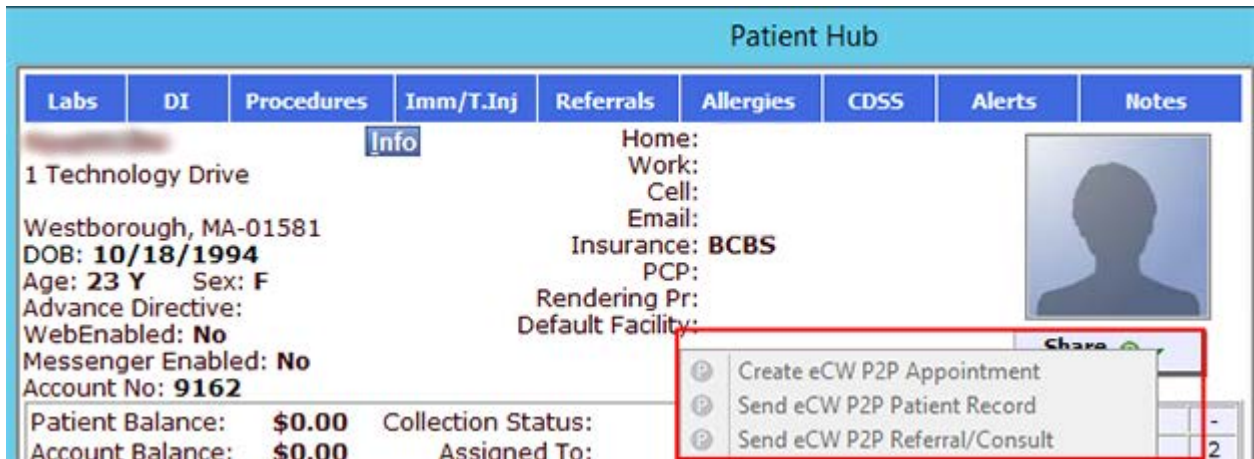 Patient Hub
Labs DI Procedures Imm/T.Inj Referrals Allergies CDSS Alerts Notes
Info
1 Technology Drive
Westborough, MA-01581
DOB: 10/18/1994
Age: 23 Y Sex: F
Advance Directive:
WebEnabled: No
Messenger Enabled: No
Account No: 9162
Home:
Work:
Cell:
Email:
Insurance: BCBS
PCP:
Rendering Pr:
Default Facility:
Share
Create eCW P2P Appointment
Send eCW P2P Patient Record
Send eCW P2P Referral/Consult
Patient Balance: $0.00 Collection Status: -
Account Balance: $0.00 Assigned To: 2